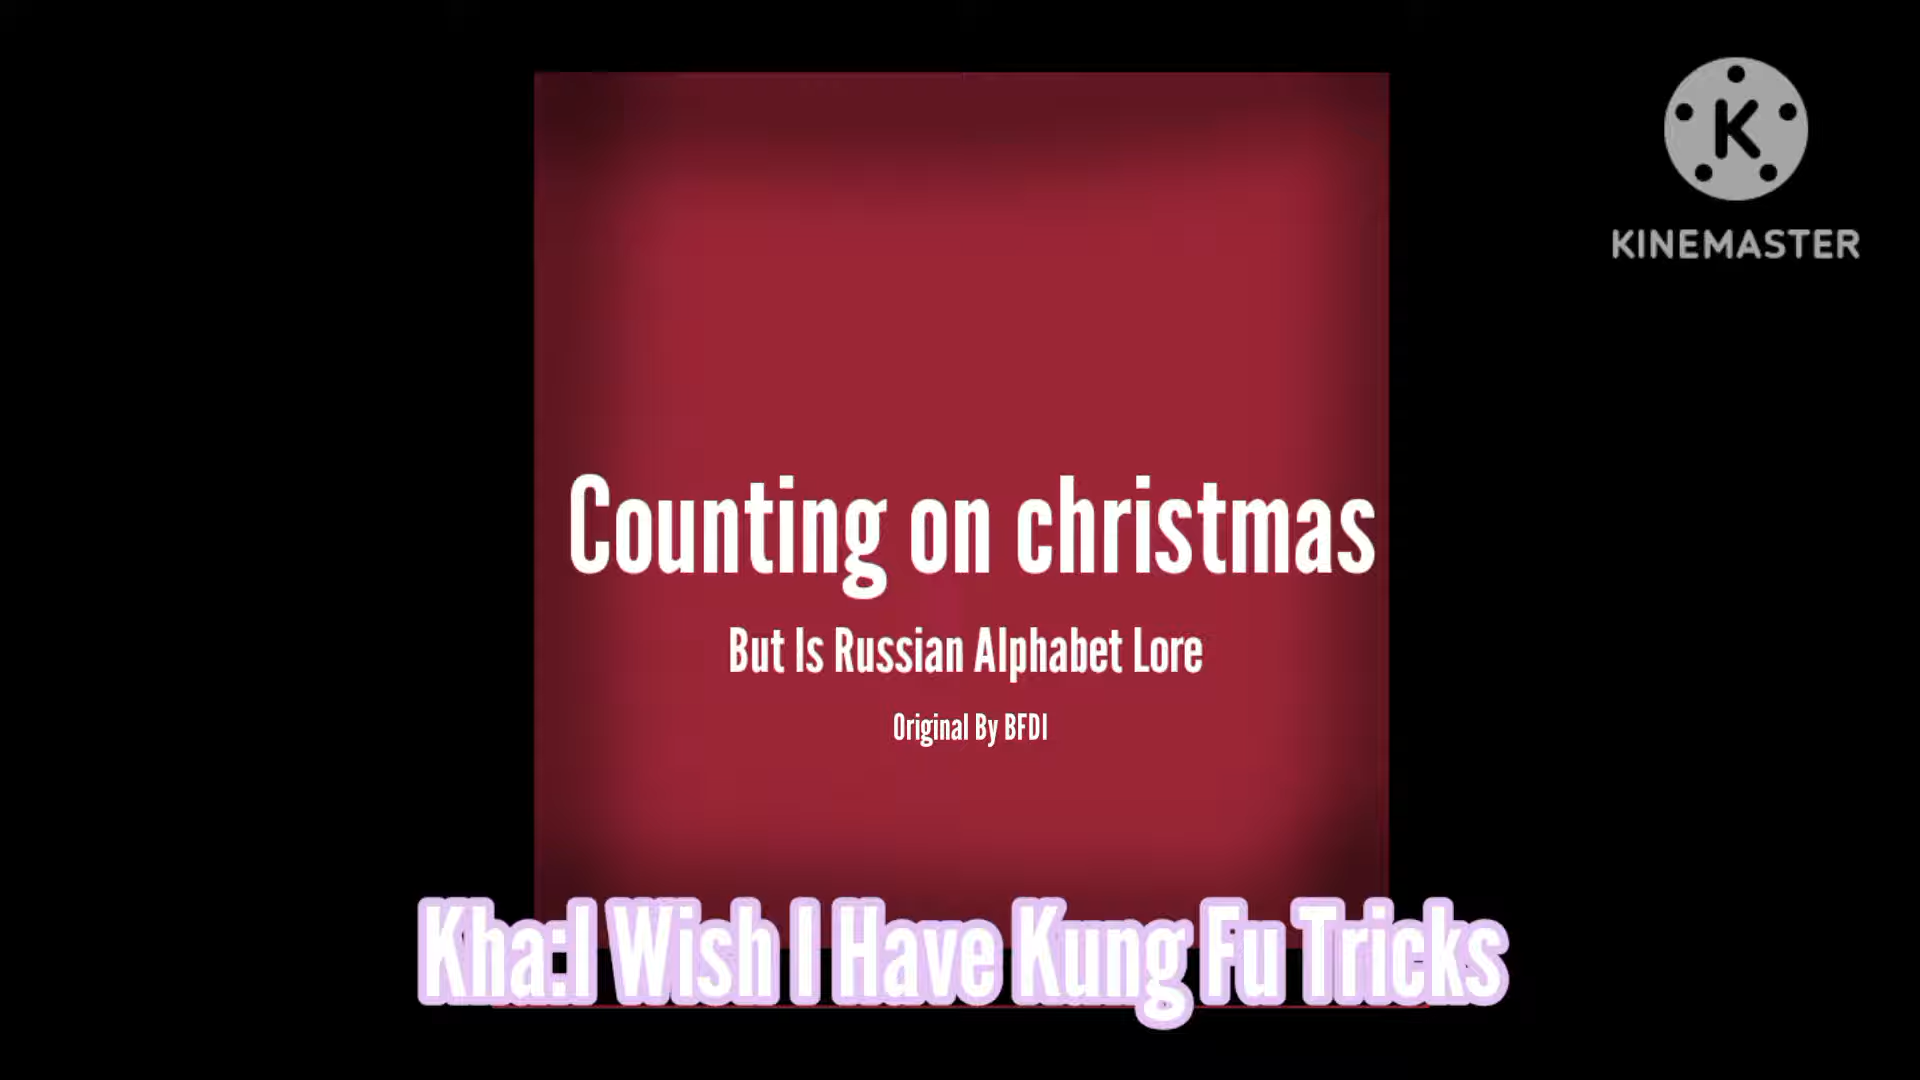 K
KINEMASTER
Counting on christmas
But Is Russian Alphabet Lore
Original By BFDI
Kha:I Wish I Have Kung Fu Tricks